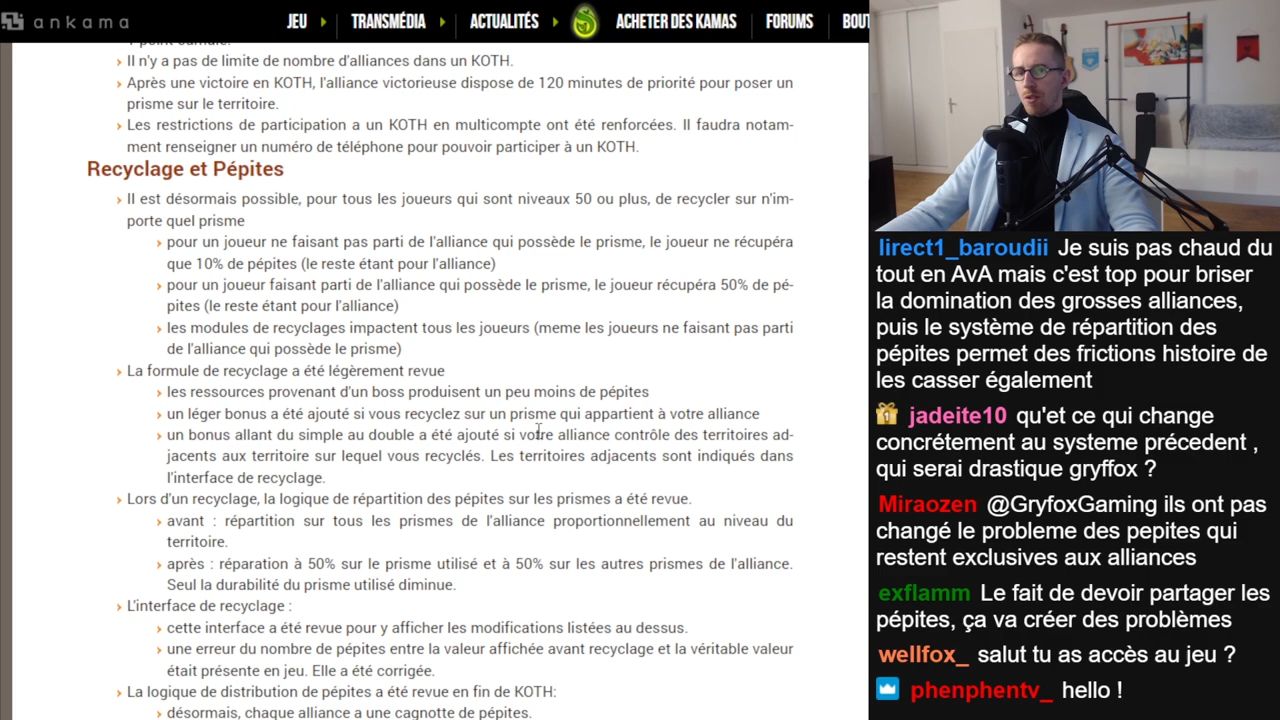 ankama
JEU
TRANSMÉDIA
ACTUALITÉS
ACHETER DES KAMAS
FORUMS
BOUT
Il n'y a pas de limite de nombre d'alliances dans un KOTH.
Après une victoire en KOTH, l'alliance victorieuse dispose de 120 minutes de priorité pour poser un
prisme sur le territoire.
Les restrictions de participation a un KOTH en multicompte ont été renforcées. Il faudra notam-
ment renseigner un numéro de téléphone pour pouvoir participer à un KOTH.
Recyclage et Pépites
Il est désormais possible, pour tous les joueurs qui sont niveaux 50 ou plus, de recycler sur n'im-
porte quel prisme
pour un joueur ne faisant pas parti de l'alliance qui possède le prisme, le joueur ne récupéra
que 10% de pépites (le reste étant pour l'alliance)
pour un joueur faisant parti de l'alliance qui possède le prisme, le joueur récupéra 50% de pé-
pites (le reste étant pour l'alliance)
les modules de recyclages impactent tous les joueurs (meme les joueurs ne faisant pas parti
de l'alliance qui possède le prisme)
La formule de recyclage a été légèrement revue
les ressources provenant d'un boss produisent un peu moins de pépites
un léger bonus a été ajouté si vous recyclez sur un prisme qui appartient à votre alliance
un bonus allant du simple au double a été ajouté si votre alliance contrôle des territoires ad-
jacents aux territoire sur lequel vous recyclés. Les territoires adjacents sont indiqués dans
l'interface de recyclage.
Lors d'un recyclage, la logique de répartition des pépites sur les prismes a été revue.
avant : répartition sur tous les prismes de l'alliance proportionnellement au niveau du
territoire.
après : réparation à 50% sur le prisme utilisé et à 50% sur les autres prismes de l'alliance.
Seul la durabilité du prisme utilisé diminue.
L'interface de recyclage :
cette interface a été revue pour y afficher les modifications listées au dessus.
une erreur du nombre de pépites entre la valeur affichée avant recyclage et la véritable valeur
était présente en jeu. Elle a été corrigée.
La logique de distribution de pépites a été revue en fin de KOTH:
désormais, chaque alliance a une cagnotte de pépites.
lirect1_baroudii Je suis pas chaud du
tout en AvA mais c'est top pour briser
la domination des grosses alliances,
puis le système de répartition des
pépites permet des frictions histoire de
les casser également
1 jadeite10 qu'et ce qui change
concrétement au systeme précedent ,
qui serai drastique gryffox ?
Miraozen @GryfoxGaming ils ont pas
changé le probleme des pepites qui
restent exclusives aux alliances
exflamm Le fait de devoir partager les
pépites, ça va créer des problèmes
wellfox_ salut tu as accès au jeu ?
phenphentv_ hello !